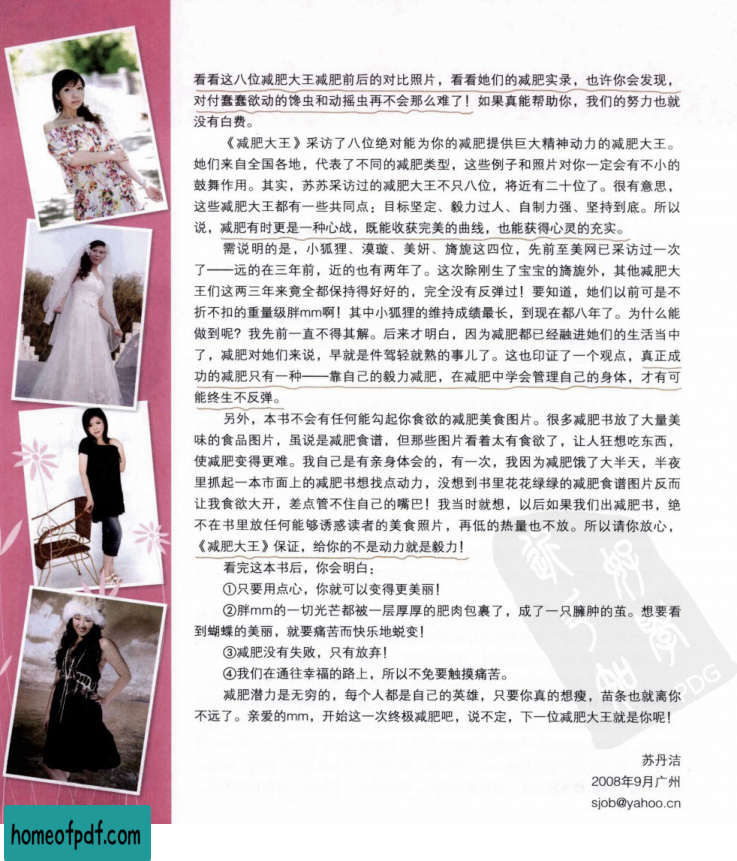 看看这八位减肥大王减肥前后的对比照片，看看她们的减肥实录，也许你会发现，
对付蠢蠢欲动的馋虫和动摇虫再不会那么难了！如果真能帮助你，我们的努力也就
没有白费。
《减肥大王》采访了八位绝对能为你的减肥提供巨大精神动力的减肥大王。
她们来自全国各地，代表了不同的减肥类型，这些例子和照片对你一定会有不小的
鼓舞作用。其实，苏苏采访过的减肥大王不只八位，将近有二十位了。很有意思，
这些减肥大王都有一些共同点：目标坚定、毅力过人、自制力强、坚持到底。所以
说，减肥有时更是一种心战，既能收获完美的曲线，也能获得心灵的充实。
需说明的是，小狐狸、漠璇、美妍、旖旎这四位，先前至美网已采访过一次
了——远的在三年前，近的也有两年了。这次除刚生了宝宝的旖旎外，其他减肥大
王们这两三年来竟全都保持得好好的，完全没有反弹过！要知道，她们以前可是不
折不扣的重量级胖mm啊！其中小狐狸的维持成绩最长，到现在都八年了。为什么能
做到呢？我先前一直不得其解。后来才明白，因为减肥都已经融进她们的生活当中
了，减肥对她们来说，早就是件驾轻就熟的事儿了。这也印证了一个观点，真正成
功的减肥只有一种——靠自己的毅力减肥，在减肥中学会管理自己的身体，才有可
能终生不反弹。
另外，本书不会有任何能勾起你食欲的减肥美食图片。很多减肥书放了大量美
味的食品图片，虽说是减肥食谱，但那些图片看着太有食欲了，让人狂想吃东西，
使减肥变得更难。我自己是有亲身体会的，有一次，我因为减肥饿了大半天，半夜
里抓起一本市面上的减肥书想找点动力，没想到书里花花绿绿的减肥食谱图片反而
让我食欲大开，差点管不住自己的嘴巴！我当时就想，以后如果我们出减肥书，绝
不在书里放任何能够诱惑读者的美食照片，再低的热量也不放。所以请你放心，
《减肥大王》保证，给你的不是动力就是毅力！
看完这本书后，你会明白：
①只要用点心，你就可以变得更美丽！
②胖mm的一切光芒都被一层厚厚的肥肉包裹了，成了一只臃肿的茧。想要看
到蝴蝶的美丽，就要痛苦而快乐地蜕变！
③减肥没有失败，只有放弃！
④我们在通往幸福的路上，所以不免要触摸痛苦。
减肥潜力是无穷的，每个人都是自己的英雄，只要你真的想瘦，苗条也就离你
不远了。亲爱的mm，开始这一次终极减肥吧，说不定，下一位减肥大王就是你呢！
PDG
苏丹洁
2008年9月广州
sjob@yahoo.cn
homeofpdf.com